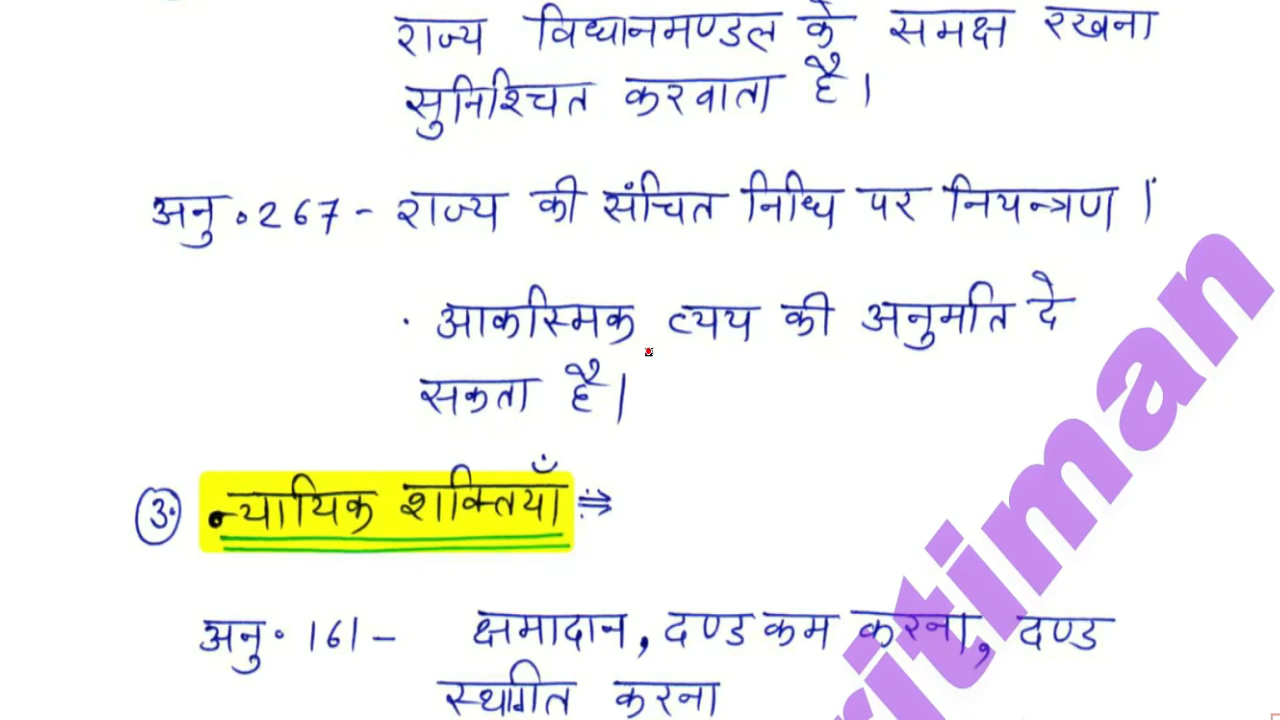 राज्य विधानमण्डल के समक्ष रखना
सुनिश्चित करवाता है।
अनु.267- राज्य की संचित निधि पर नियन्त्रण।
· आकस्मिक व्यय की अनुमति दे
सकता है।
3. न्यायिक शक्तियाँ ⇒
अनु. 161- क्षमादान, दण्ड कम करना, दण्ड
स्थगित करना
ritiman